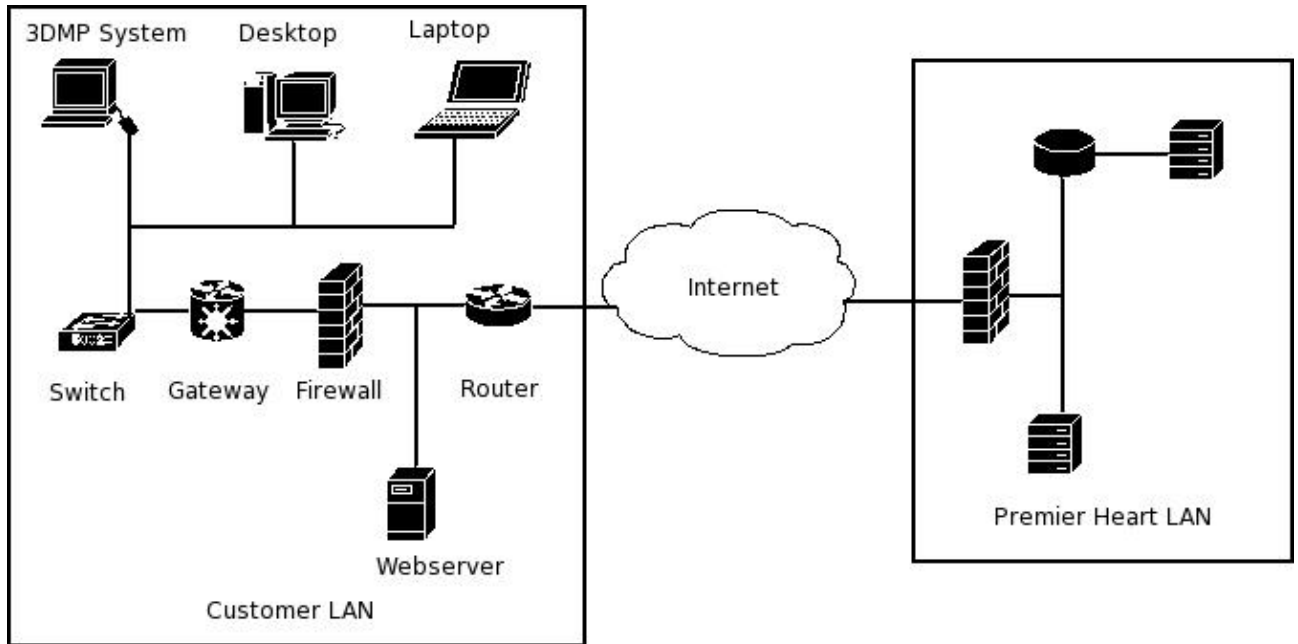 3DMP System
Desktop
Laptop
Internet
Switch
Gateway
Firewall
Router
Webserver
Customer LAN
Premier Heart LAN